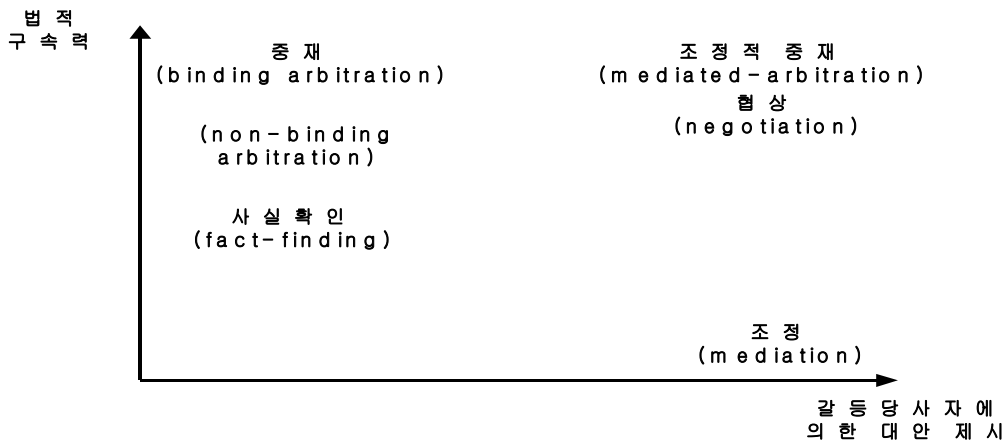 법적
구속력
중재
(binding arbitration)
조정적 중재
(mediated-arbitration)
협상
(negotiation)
(non-binding
arbitration)
사실확인
(fact-finding)
조정
(mediation)
갈등당사자에
의한 대안 제시